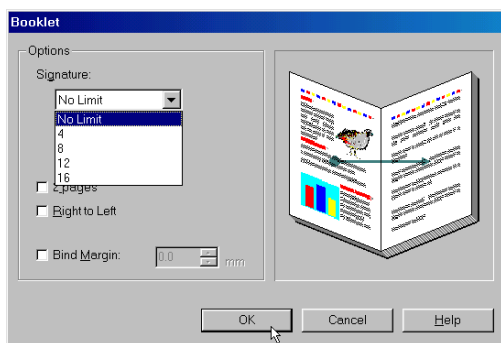 Booklet
Options
Signature:
No Limit
No Limit
4
8
12
16
2 pages
Right to Left
Bind Margin:
0.0
mm
OK
Cancel
Help